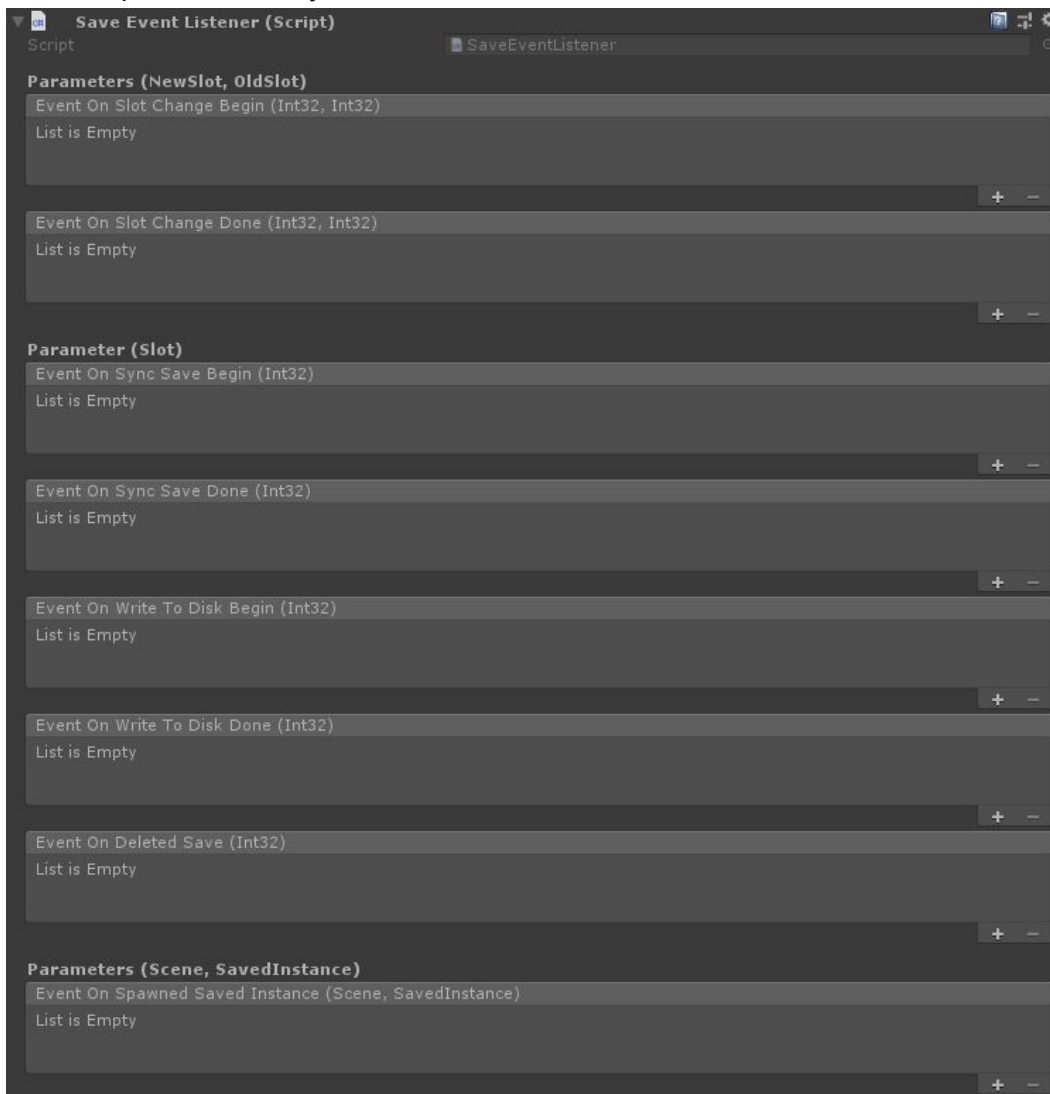 Save Event Listener (Script)
Script SaveEventListener
Parameters (NewSlot, OldSlot)
Event On Slot Change Begin (Int32, Int32)
List is Empty
+ −
Event On Slot Change Done (Int32, Int32)
List is Empty
+ −
Parameter (Slot)
Event On Sync Save Begin (Int32)
List is Empty
+ −
Event On Sync Save Done (Int32)
List is Empty
+ −
Event On Write To Disk Begin (Int32)
List is Empty
+ −
Event On Write To Disk Done (Int32)
List is Empty
+ −
Event On Deleted Save (Int32)
List is Empty
+ −
Parameters (Scene, SavedInstance)
Event On Spawned Saved Instance (Scene, SavedInstance)
List is Empty
+ −